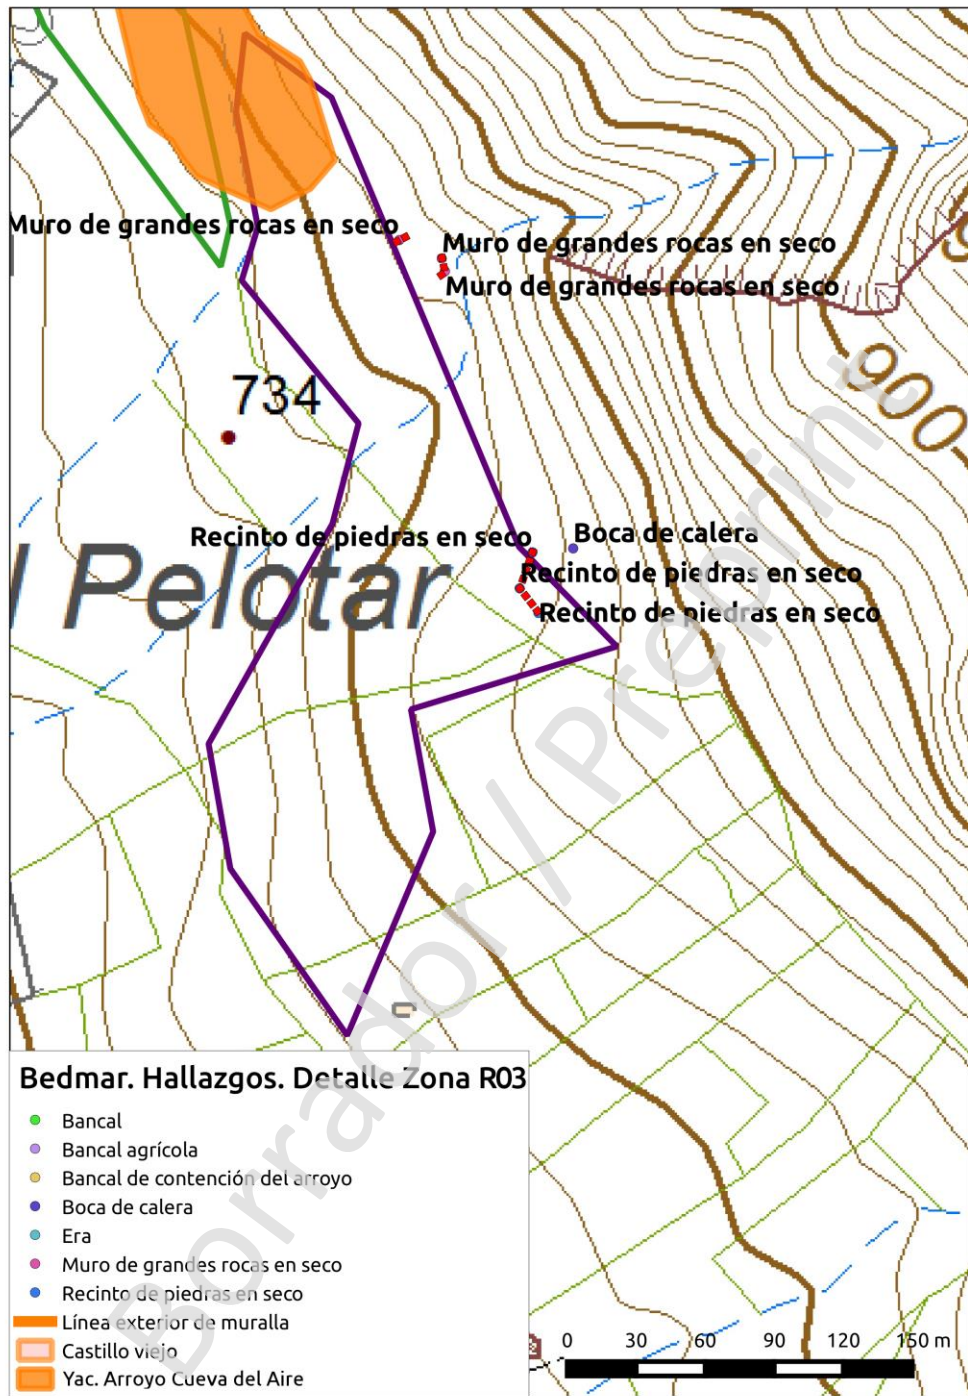 Muro de grandes rocas en seco
Muro de grandes rocas en seco
Muro de grandes rocas en seco
900
734
Recinto de piedras en seco
Boca de calera
Recinto de piedras en seco
l Pelotar
Recinto de piedras en seco
Borrador / Preprint
Bedmar. Hallazgos. Detalle Zona R03
Bancal
Bancal agrícola
Bancal de contención del arroyo
Boca de calera
Era
Muro de grandes rocas en seco
Recinto de piedras en seco
Línea exterior de muralla
Castillo viejo
Yac. Arroyo Cueva del Aire
0 30 60 90 120 150 m